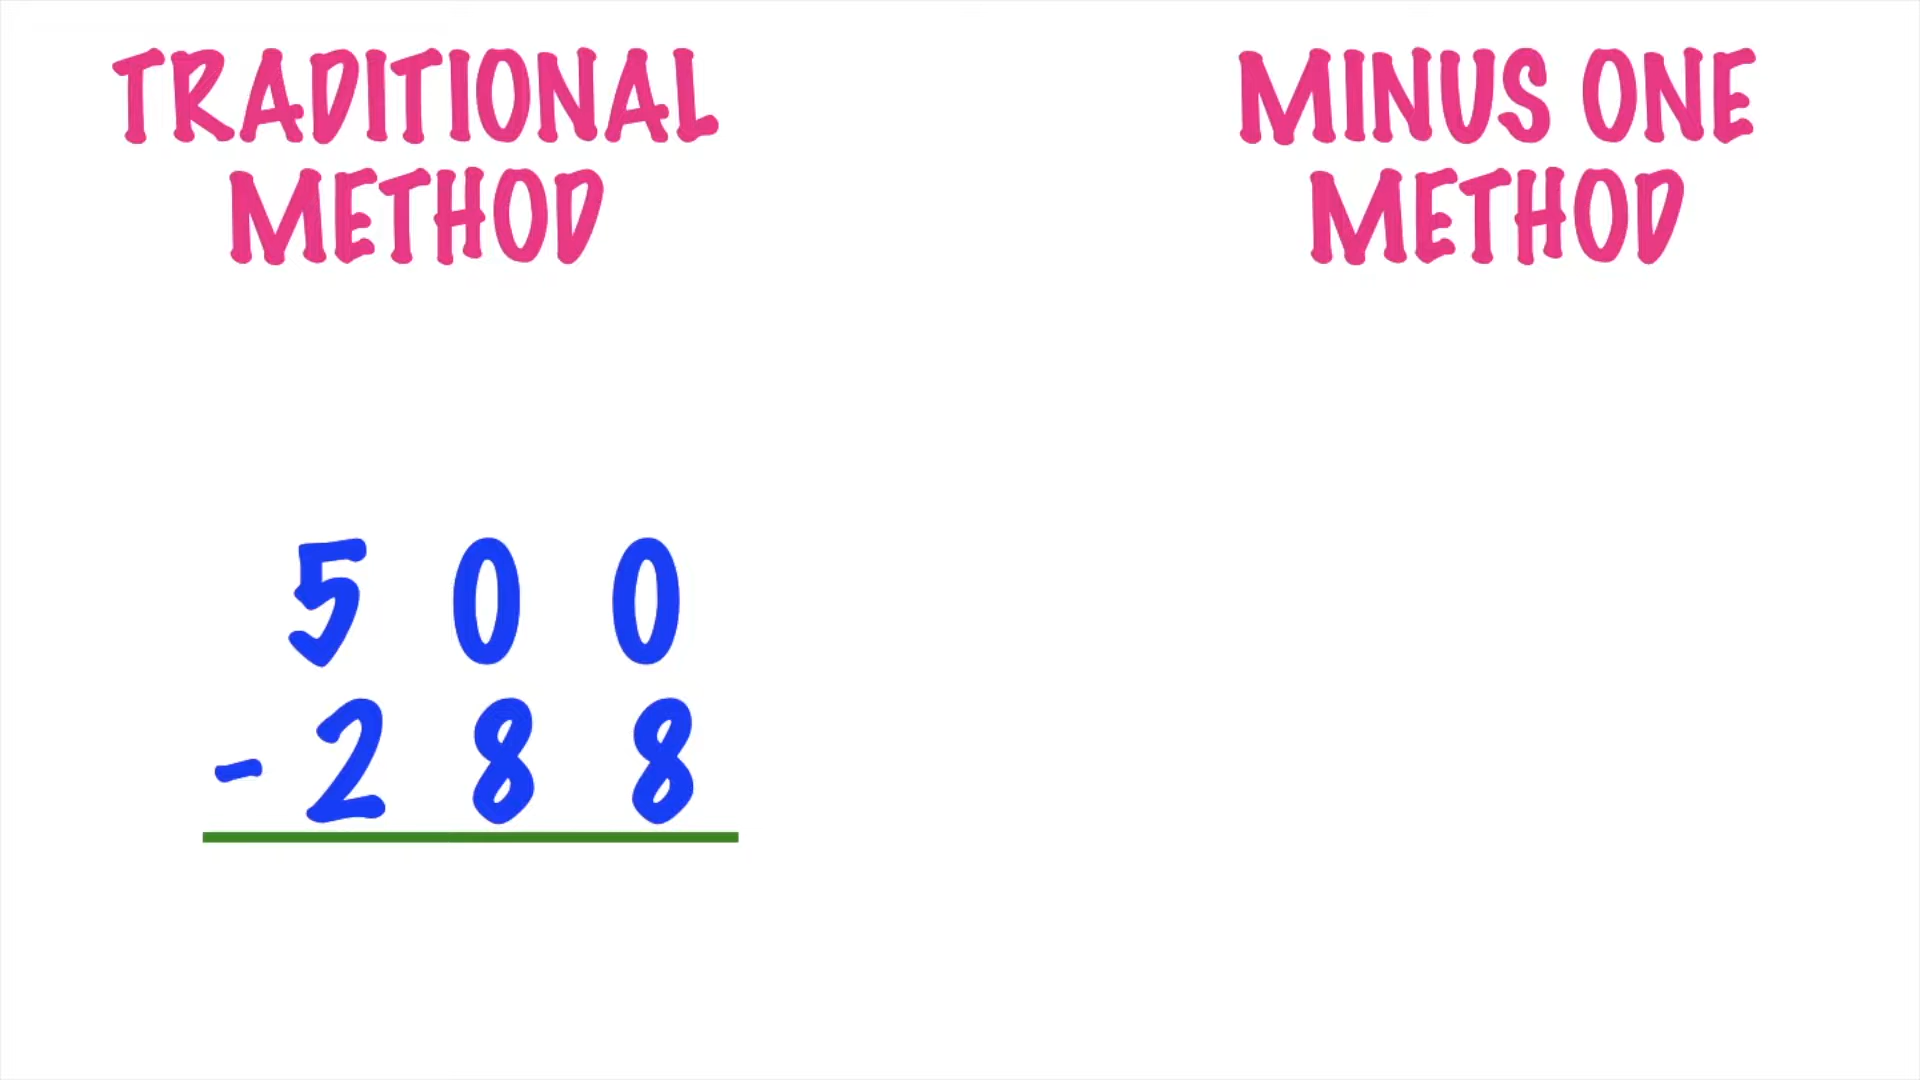 TRADITIONAL
METHOD
MINUS ONE
METHOD
5 0 0
- 2 8 8